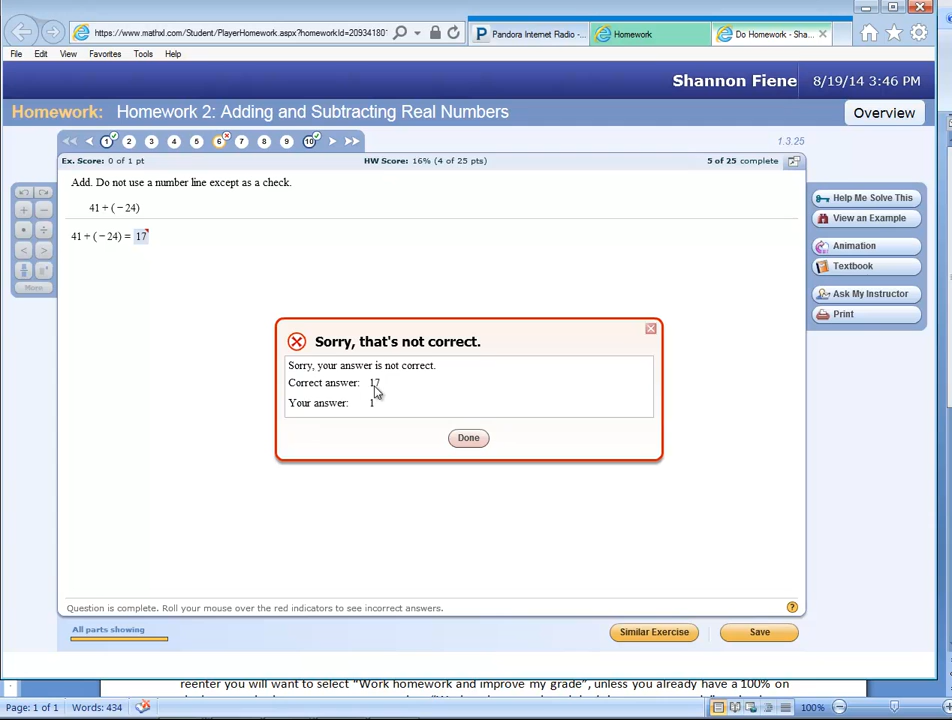 https://www.mathxl.com/Student/PlayerHomework.aspx?homeworkId=20934180
Pandora Internet Radio -...
Homework
Do Homework - Sha...
File Edit View Favorites Tools Help
Shannon Fiene 8/19/14 3:46 PM
Homework: Homework 2: Adding and Subtracting Real Numbers
Overview
1 2 3 4 5 6 7 8 9 10
1.3.25
Ex. Score: 0 of 1 pt HW Score: 16% (4 of 25 pts) 5 of 25 complete
Add. Do not use a number line except as a check.
41 + (− 24)
41 + (− 24) = 17
More
Help Me Solve This
View an Example
Animation
Textbook
Ask My Instructor
Print
Sorry, that's not correct.
Sorry, your answer is not correct.
Correct answer: 17
Your answer: 1
Done
Question is complete. Roll your mouse over the red indicators to see incorrect answers.
All parts showing
Similar Exercise
Save
reenter you will want to select “Work homework and improve my grade”, unless you already have a 100% on
Page: 1 of 1 Words: 434 100%